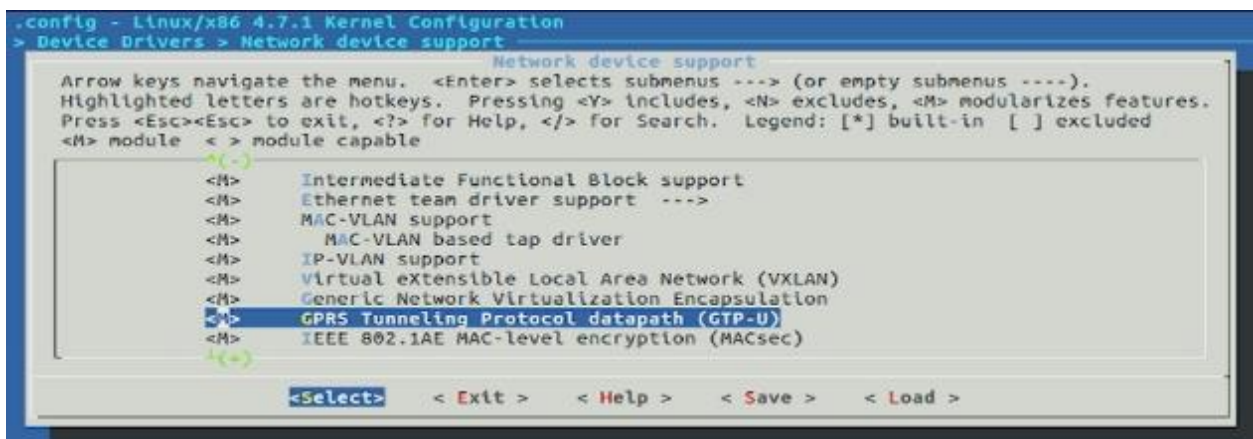 .config - Linux/x86 4.7.1 Kernel Configuration
> Device Drivers > Network device support
Network device support
Arrow keys navigate the menu. <Enter> selects submenus ---> (or empty submenus ----).
Highlighted letters are hotkeys. Pressing <Y> includes, <N> excludes, <M> modularizes features.
Press <Esc><Esc> to exit, <?> for Help, </> for Search. Legend: [*] built-in [ ] excluded
<M> module < > module capable
^(-)
<M> Intermediate Functional Block support
<M> Ethernet team driver support --->
<M> MAC-VLAN support
<M> MAC-VLAN based tap driver
<M> IP-VLAN support
<M> Virtual eXtensible Local Area Network (VXLAN)
<M> Generic Network Virtualization Encapsulation
<M> GPRS Tunneling Protocol datapath (GTP-U)
<M> IEEE 802.1AE MAC-level encryption (MACsec)
┴(+)
<Select> < Exit > < Help > < Save > < Load >